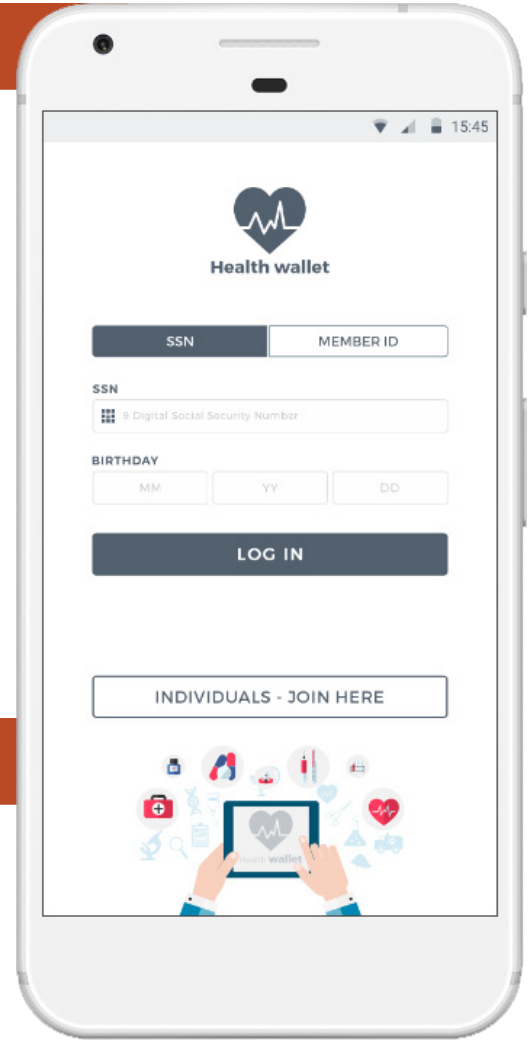 15:45
Health wallet
SSN MEMBER ID
SSN
9 Digital Social Security Numbar
BIRTHDAY
MM YY DD
LOG IN
INDIVIDUALS - JOIN HERE
Health wallet